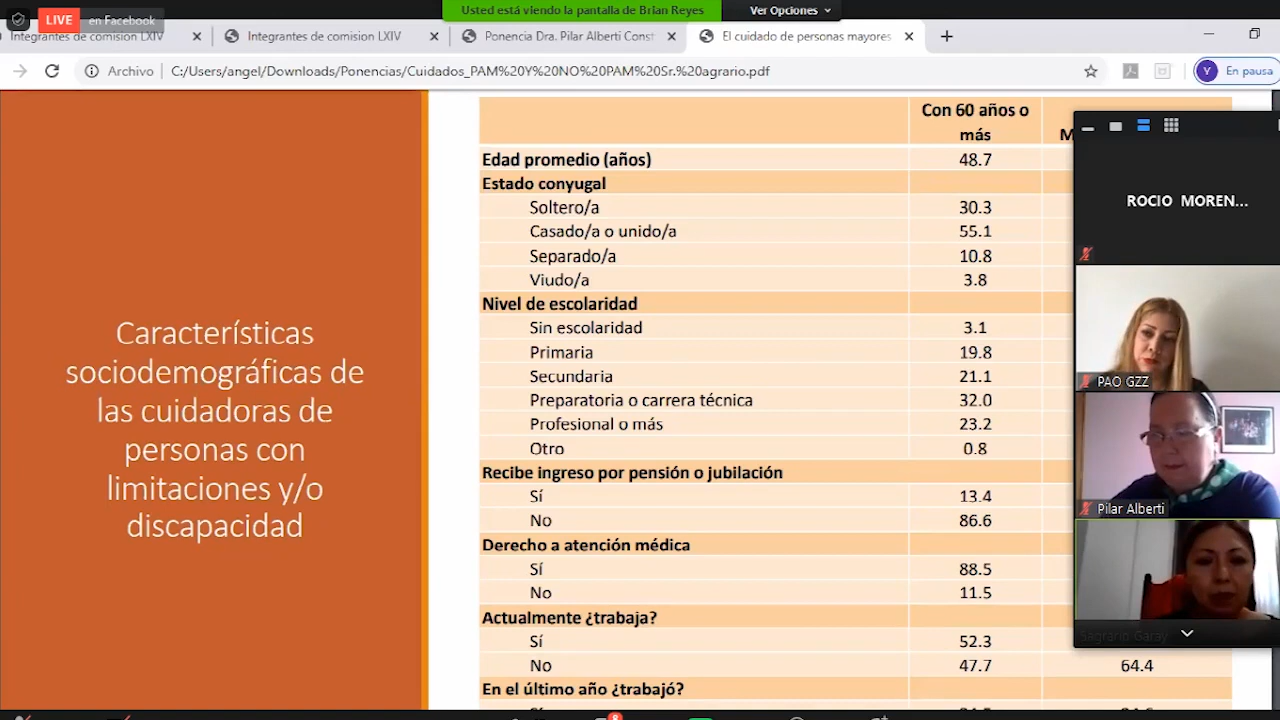 LIVE en Facebook
Usted está viendo la pantalla de Brian Reyes
Ver Opciones
Integrantes de comision LXIV
Integrantes de comision LXIV
Ponencia Dra. Pilar Alberti Const
El cuidado de personas mayores
Archivo
C:/Users/angel/Downloads/Ponencias/Cuidados_PAM%20Y%20NO%20PAM%20Sr.%20agrario.pdf
Y En pausa
Características
sociodemográficas de
las cuidadoras de
personas con
limitaciones y/o
discapacidad
Con 60 años o
más
M
Edad promedio (años) 48.7
Estado conyugal
Soltero/a 30.3
Casado/a o unido/a 55.1
Separado/a 10.8
Viudo/a 3.8
Nivel de escolaridad
Sin escolaridad 3.1
Primaria 19.8
Secundaria 21.1
Preparatoria o carrera técnica 32.0
Profesional o más 23.2
Otro 0.8
Recibe ingreso por pensión o jubilación
Sí 13.4
No 86.6
Derecho a atención médica
Sí 88.5
No 11.5
Actualmente ¿trabaja?
Sí 52.3
No 47.7 64.4
En el último año ¿trabajó?
ROCIO MOREN...
PAO GZZ
Pilar Alberti
Sagrario Garay
8